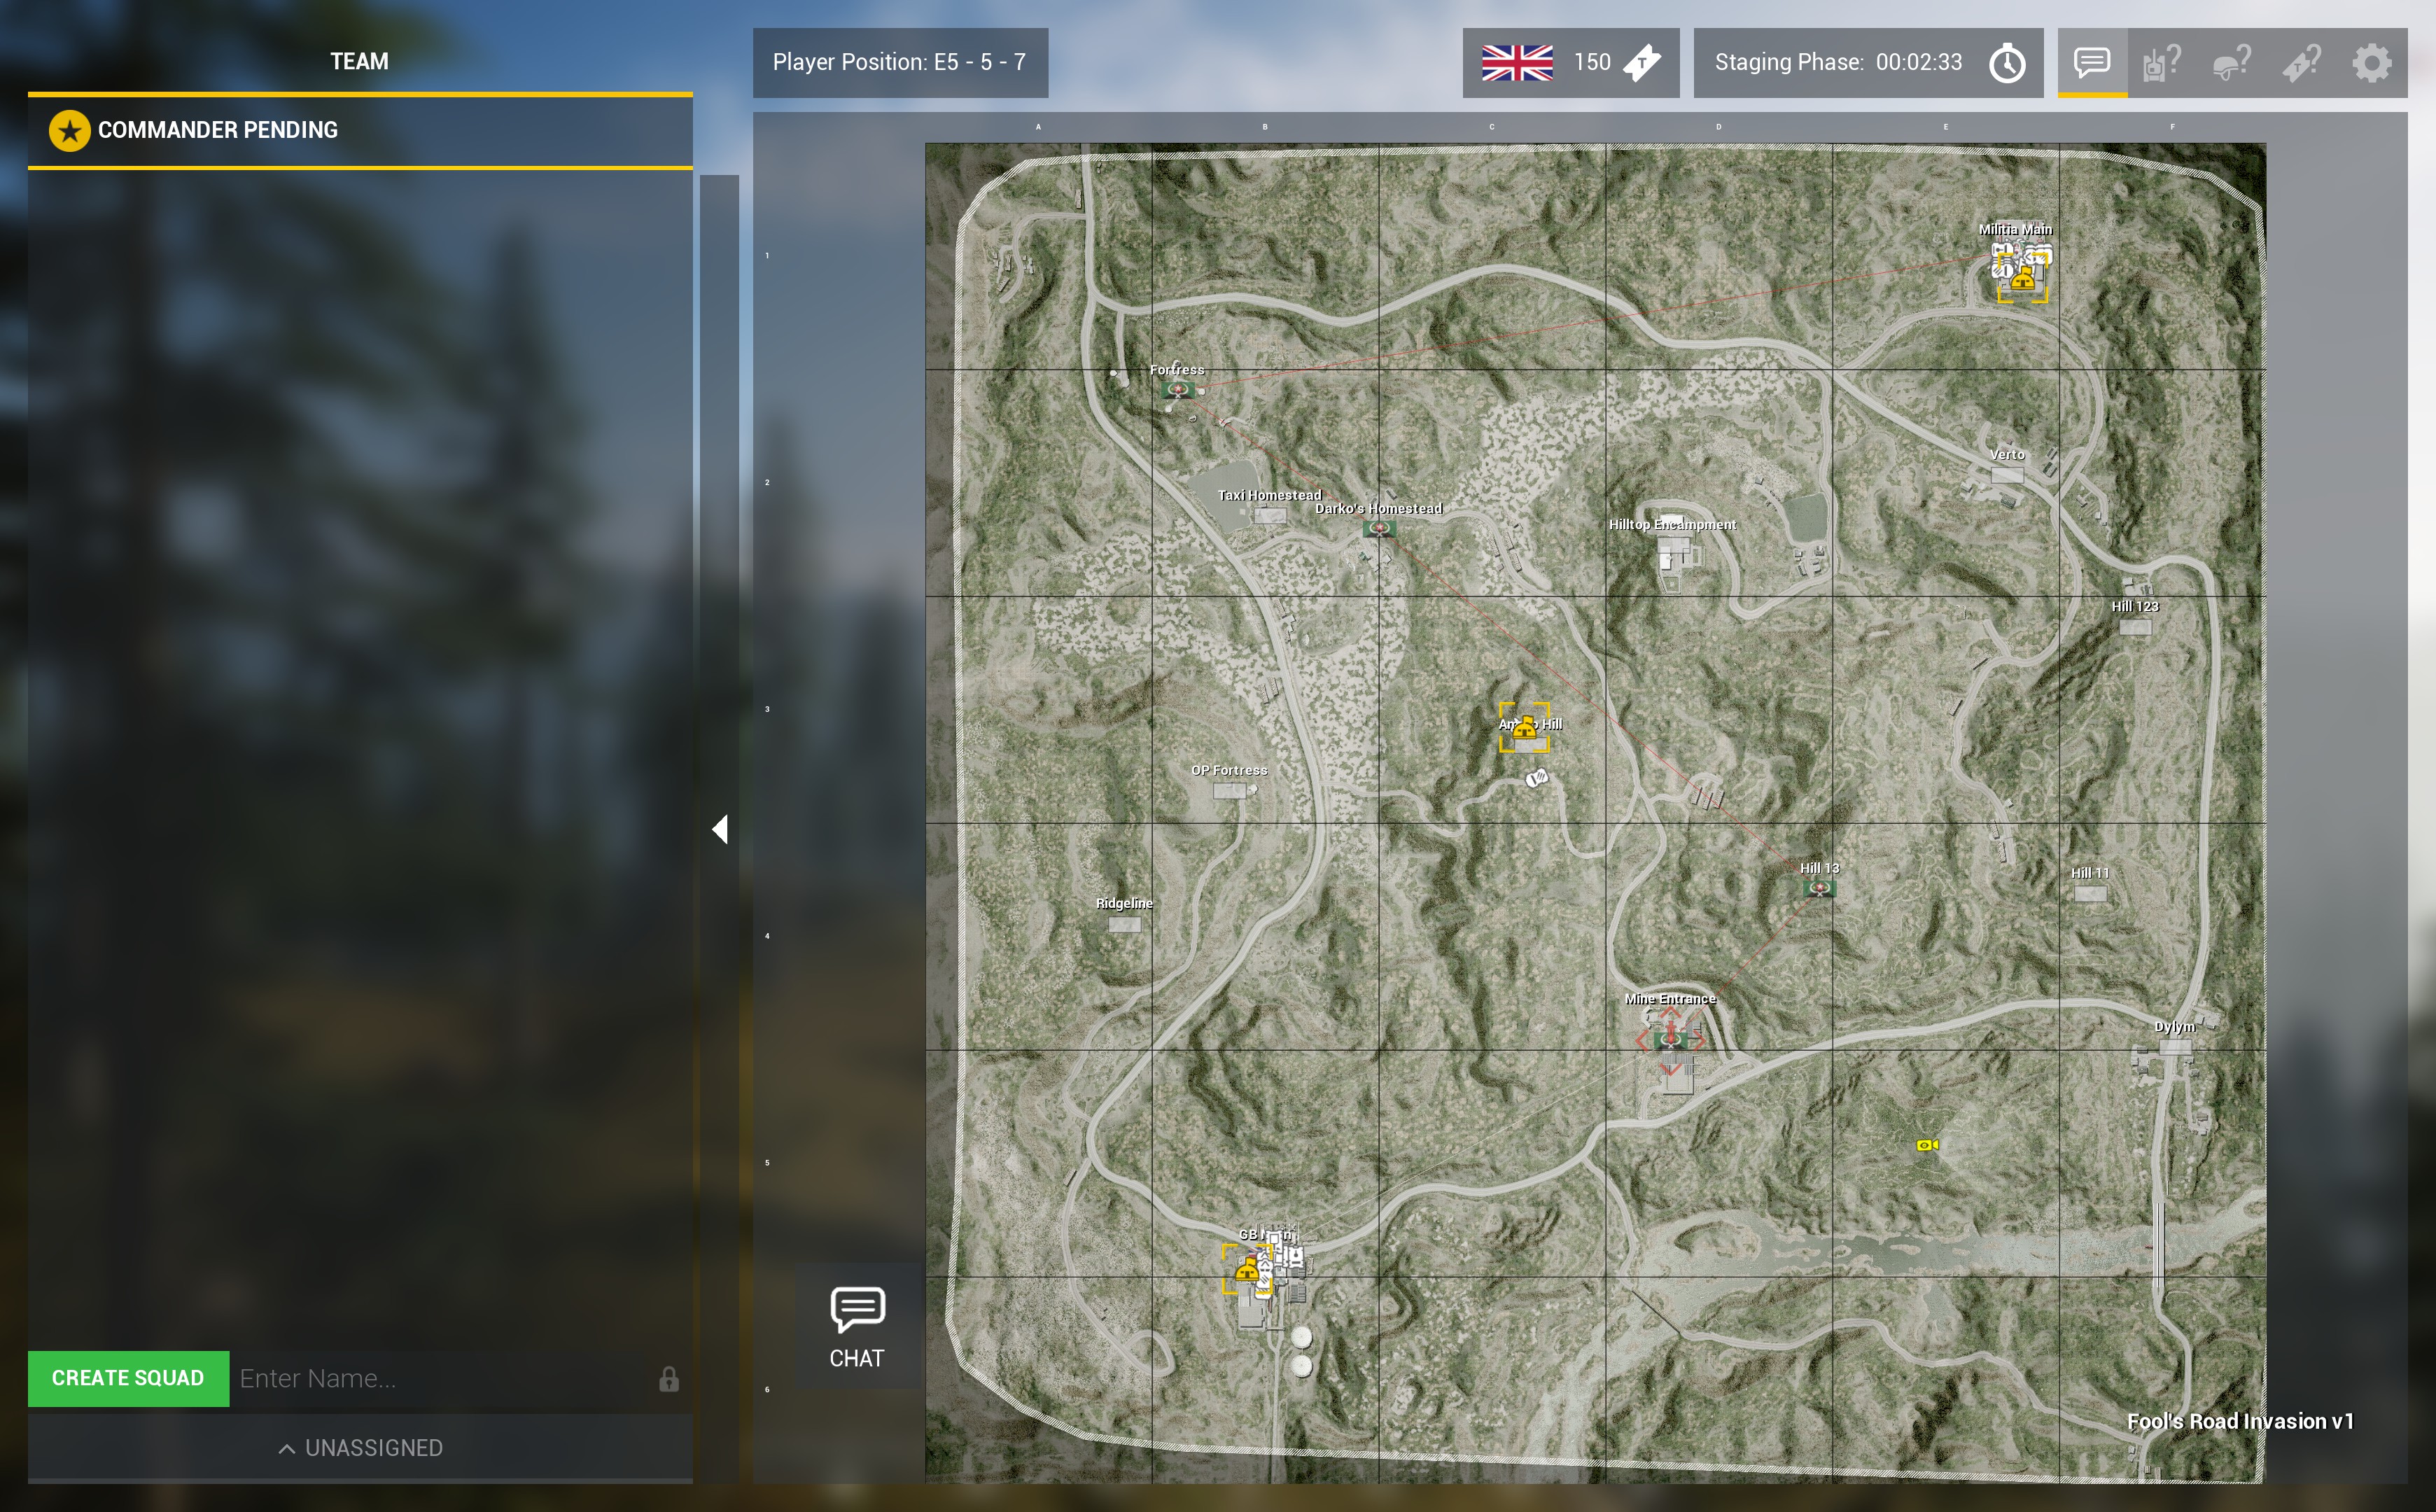 TEAM
Player Position: E5 - 5 - 7
150
Staging Phase: 00:02:33
COMMANDER PENDING
A B C D E F
Militia Main
1
Fortress
Verto
2
Taxi Homestead
Darko's Homestead
Hilltop Encampment
Hill 123
3
Hill
OP Fortress
Hill 13
Hill 11
Ridgeline
4
Mine Entrance
Dylym
5
GB
CHAT
CREATE SQUAD
Enter Name...
6
Fool's Road Invasion v1
UNASSIGNED